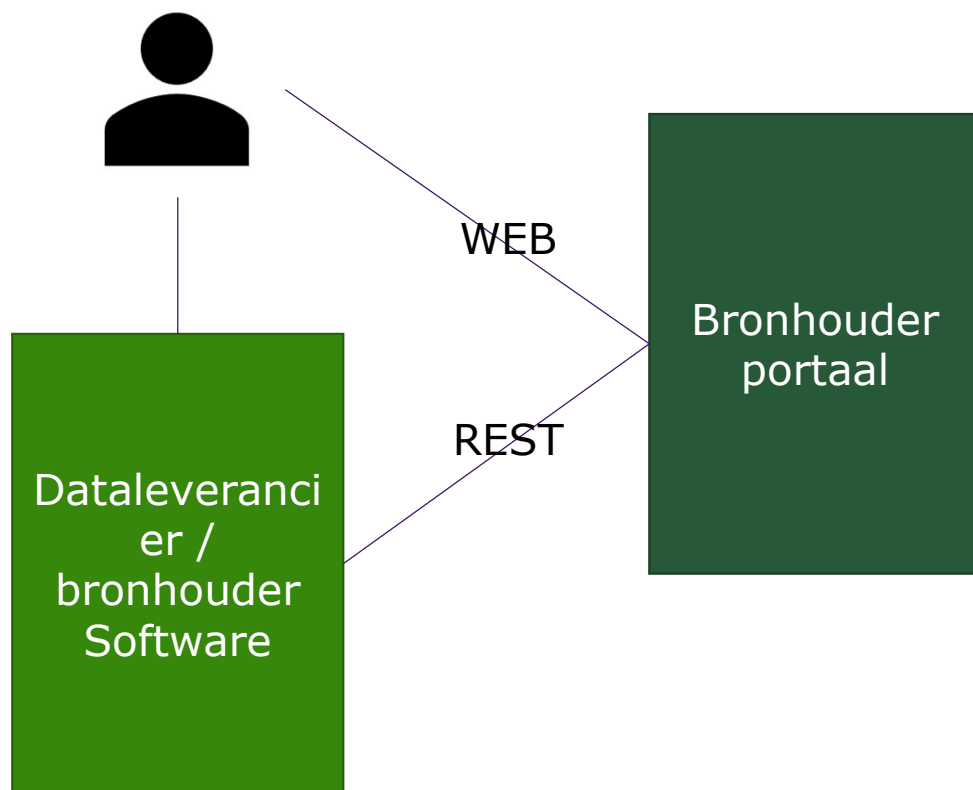 WEB
Bronhouder
portaal
REST
Dataleveranci
er /
bronhouder
Software